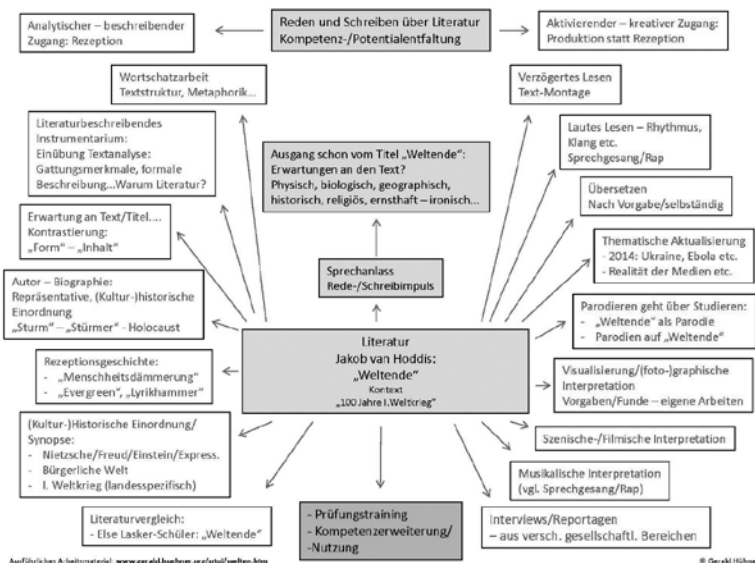 Analytischer – beschreibender
Zugang: Rezeption
Reden und Schreiben über Literatur
Kompetenz-/Potentialentfaltung
Aktivierender – kreativer Zugang:
Produktion statt Rezeption
Wortschatzarbeit
Textstruktur, Metaphorik...
Verzögertes Lesen
Text-Montage
Literaturbeschreibendes
Instrumentarium:
Einübung Textanalyse:
Gattungsmerkmale, formale
Beschreibung...Warum Literatur?
Ausgang schon vom Titel „Weltende“:
Erwartungen an den Text?
Physisch, biologisch, geographisch,
historisch, religiös, ernsthaft – ironisch...
Lautes Lesen – Rhythmus,
Klang etc.
Sprechgesang/Rap
Übersetzen
Nach Vorgabe/selbständig
Erwartung an Text/Titel....
Kontrastierung:
„Form“ – „Inhalt“
Thematische Aktualisierung
- 2014: Ukraine, Ebola etc.
- Realität der Medien etc.
Sprechanlass
Rede-/Schreibimpuls
Autor – Biographie:
Repräsentative, (Kultur-)historische
Einordnung
„Sturm“ – „Stürmer“ - Holocaust
Parodieren geht über Studieren:
- „Weltende“ als Parodie
- Parodien auf „Weltende“
Literatur
Jakob van Hoddis:
„Weltende“
Kontext
„100 Jahre I.Weltkrieg“
Rezeptionsgeschichte:
- „Menschheitsdämmerung“
- „Evergreen“, „Lyrikhammer“
Visualisierung/(foto-)graphische
Interpretation
Vorgaben/Funde – eigene Arbeiten
(Kultur-)Historische Einordnung/
Synopse:
- Nietzsche/Freud/Einstein/Express.
- Bürgerliche Welt
- I. Weltkrieg (landesspezifisch)
Szenische-/Filmische Interpretation
Musikalische Interpretation
(vgl. Sprechgesang/Rap)
Literaturvergleich:
- Else Lasker-Schüler: „Weltende“
- Prüfungstraining
- Kompetenzerweiterung/
-Nutzung
Interviews/Reportagen
– aus versch. gesellschaftl. Bereichen
Ausführliches Arbeitsmaterial:
© Gerald Hühner